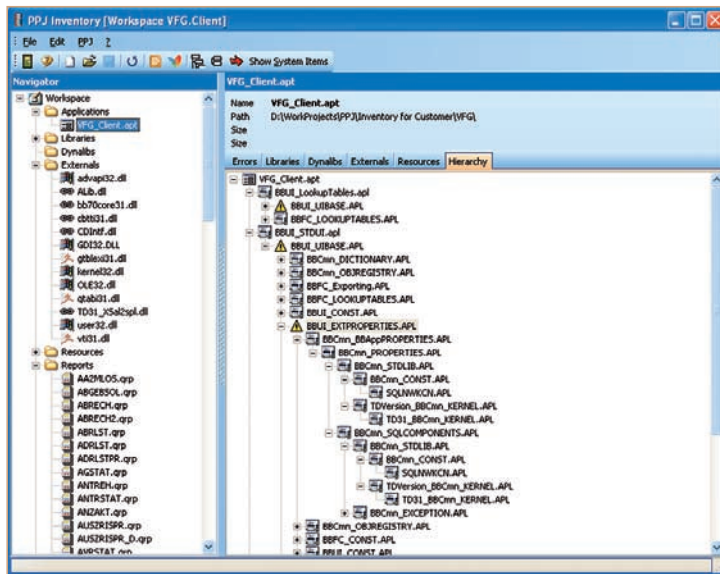 PPJ Inventory [Workspace VFG.Client]
File Edit PPJ ?
Show System Items
Navigator
Workspace
Applications
VFG_Client.apt
Libraries
Dynalibs
Externals
advapi32.dll
ALib.dll
bb70core31.dll
cbtti31.dll
CDIntf.dll
GDI32.DLL
gtblexi31.dll
kernel32.dll
OLE32.dll
qtabi31.dll
TD31_XSal2spl.dll
user32.dll
vti31.dll
Resources
Reports
AA2MLOS.qrp
ABGEBSOL.qrp
ABRECH.qrp
ABRECH2.qrp
ABRLST.qrp
ADRLST.qrp
ADRLSTPR.qrp
AGSTAT.qrp
ANTREH.qrp
ANTRSTAT.qrp
ANZAKT.qrp
AUSZRISPR.qrp
AUSZRISPR_D.qrp
AVRSTAT.qrp
VFG_Client.apt
Name VFG_Client.apt
Path D:\WorkProjects\PPJ\Inventory for Customer\VFG\
Size
Size
Errors Libraries Dynalibs Externals Resources Hierarchy
VFG_Client.apt
BBUI_LookupTables.apl
BBUI_UIBASE.APL
BBFC_LOOKUPTABLES.APL
BBUI_STDUI.apl
BBUI_UIBASE.APL
BBCmn_DICTIONARY.APL
BBCmn_OBJREGISTRY.APL
BBFC_Exporting.APL
BBFC_LOOKUPTABLES.APL
BBUI_CONST.APL
BBUI_EXTPROPERTIES.APL
BBCmn_BBAppPROPERTIES.APL
BBCmn_PROPERTIES.APL
BBCmn_STDLIB.APL
BBCmn_CONST.APL
SQLNWKCN.APL
TDVersion_BBCmn_KERNEL.APL
TD31_BBCmn_KERNEL.APL
BBCmn_SQLCOMPONENTS.APL
BBCmn_STDLIB.APL
BBCmn_CONST.APL
SQLNWKCN.APL
TDVersion_BBCmn_KERNEL.APL
TD31_BBCmn_KERNEL.APL
BBCmn_EXCEPTION.APL
BBCmn_OBJREGISTRY.APL
BBFC_CONST.APL
BBUI_CONST.APL